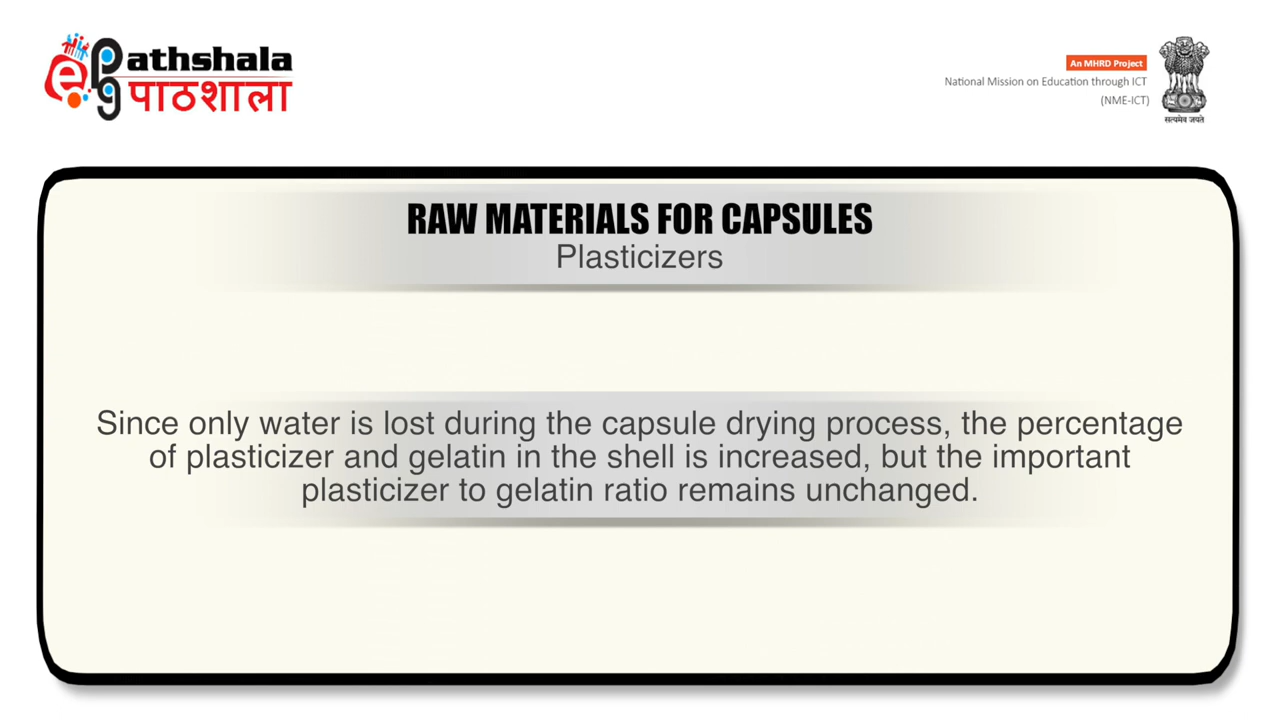 e pg athshala
पाठशाला
An MHRD Project
National Mission on Education through ICT
(NME-ICT)
सत्यमेव जयते
RAW MATERIALS FOR CAPSULES
Plasticizers
Since only water is lost during the capsule drying process, the percentage
of plasticizer and gelatin in the shell is increased, but the important
plasticizer to gelatin ratio remains unchanged.